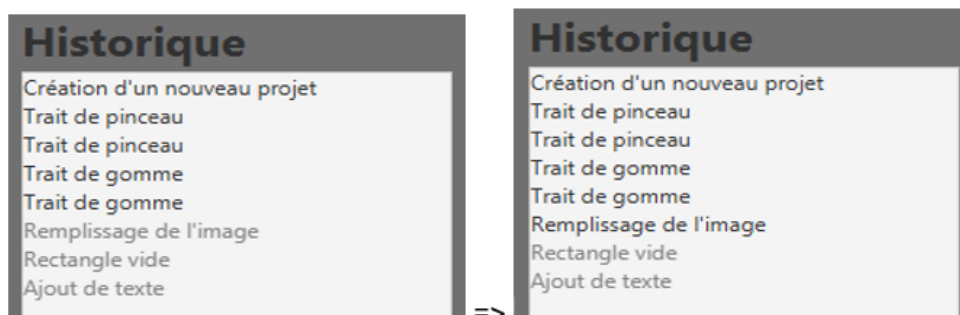 Historique
Création d'un nouveau projet
Trait de pinceau
Trait de pinceau
Trait de gomme
Trait de gomme
Remplissage de l'image
Rectangle vide
Ajout de texte
=>
Historique
Création d'un nouveau projet
Trait de pinceau
Trait de pinceau
Trait de gomme
Trait de gomme
Remplissage de l'image
Rectangle vide
Ajout de texte